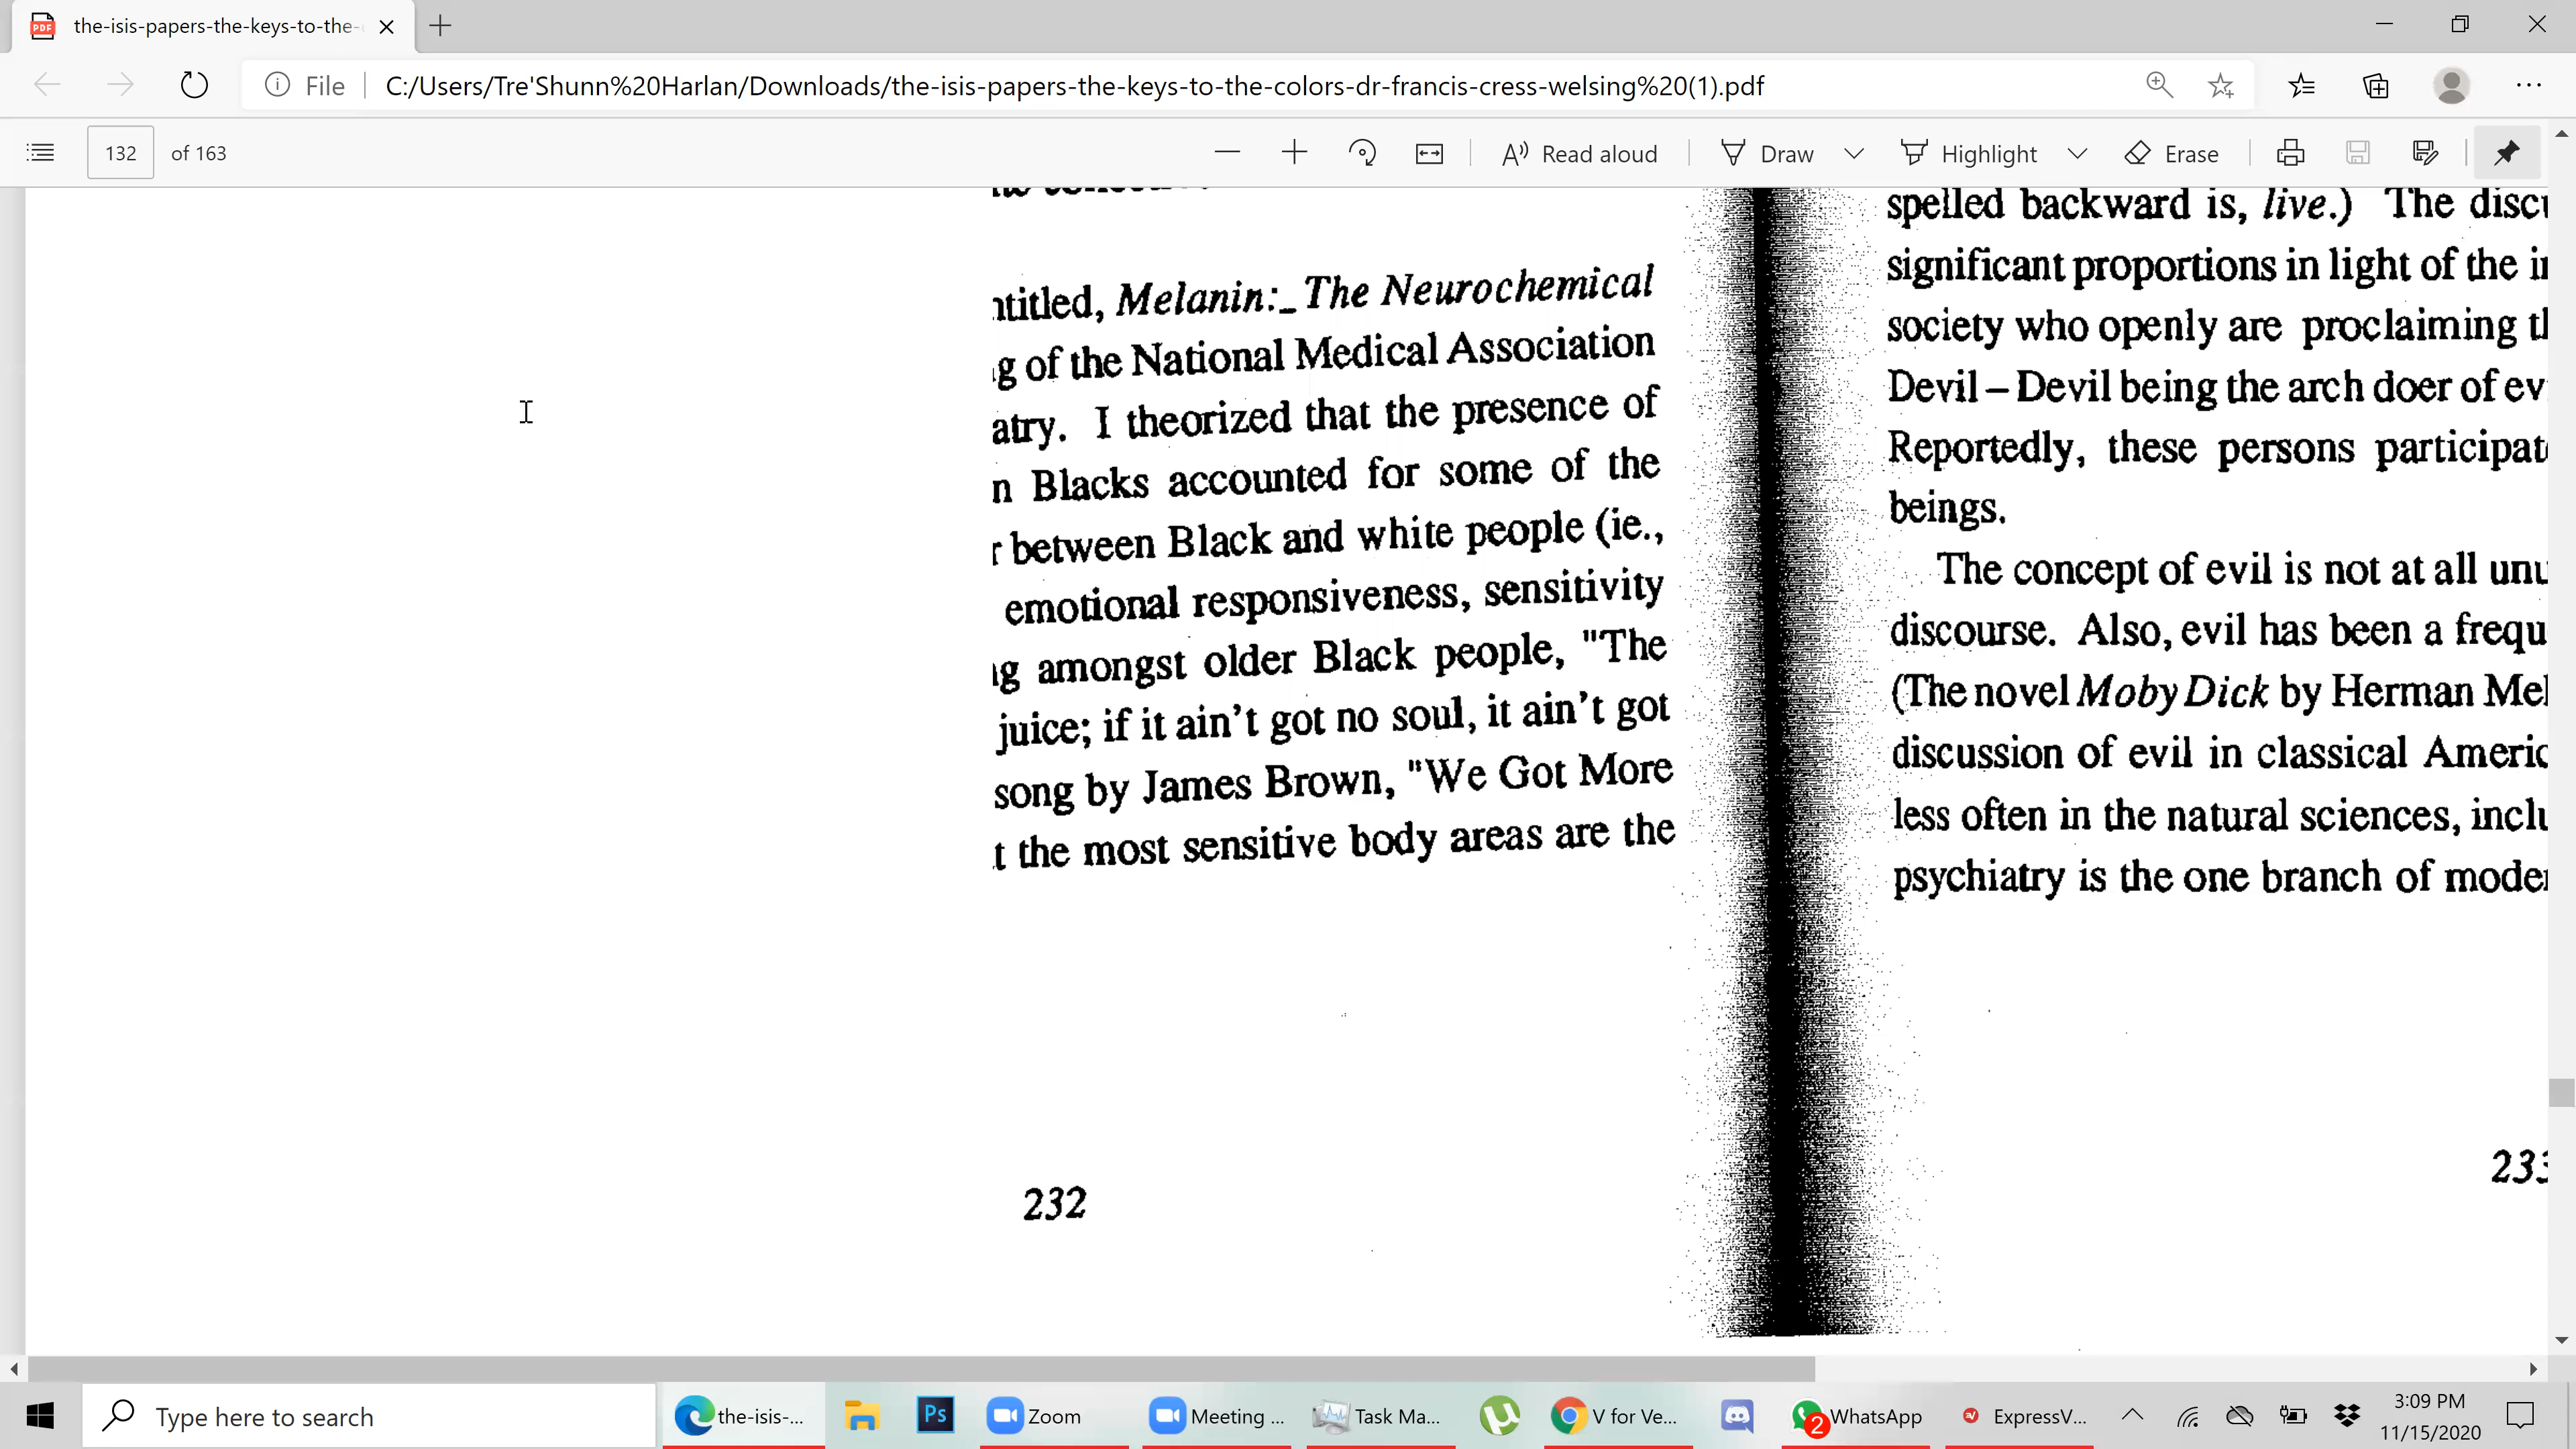 the-isis-papers-the-keys-to-the-
File
C:/Users/Tre'Shunn%20Harlan/Downloads/the-isis-papers-the-keys-to-the-colors-dr-francis-cress-welsing%20(1).pdf
132 of 163
Read aloud
Draw
Highlight
Erase
ntitled, Melanin:_ The Neurochemical
g of the National Medical Association
atry. I theorized that the presence of
n Blacks accounted for some of the
r between Black and white people (ie.,
emotional responsiveness, sensitivity
g amongst older Black people, "The
juice; if it ain't got no soul, it ain't got
song by James Brown, "We Got More
t the most sensitive body areas are the
232
spelled backward is, live.) The discu
significant proportions in light of the in
society who openly are proclaiming th
Devil – Devil being the arch doer of ev
Reportedly, these persons participat
beings.
The concept of evil is not at all unu
discourse. Also, evil has been a frequ
(The novel Moby Dick by Herman Mel
discussion of evil in classical Americ
less often in the natural sciences, inclu
psychiatry is the one branch of moder
233
Type here to search
the-isis-...
Ps
Zoom
Meeting ...
Task Ma...
V for Ve...
2
WhatsApp
ExpressV...
3:09 PM
11/15/2020